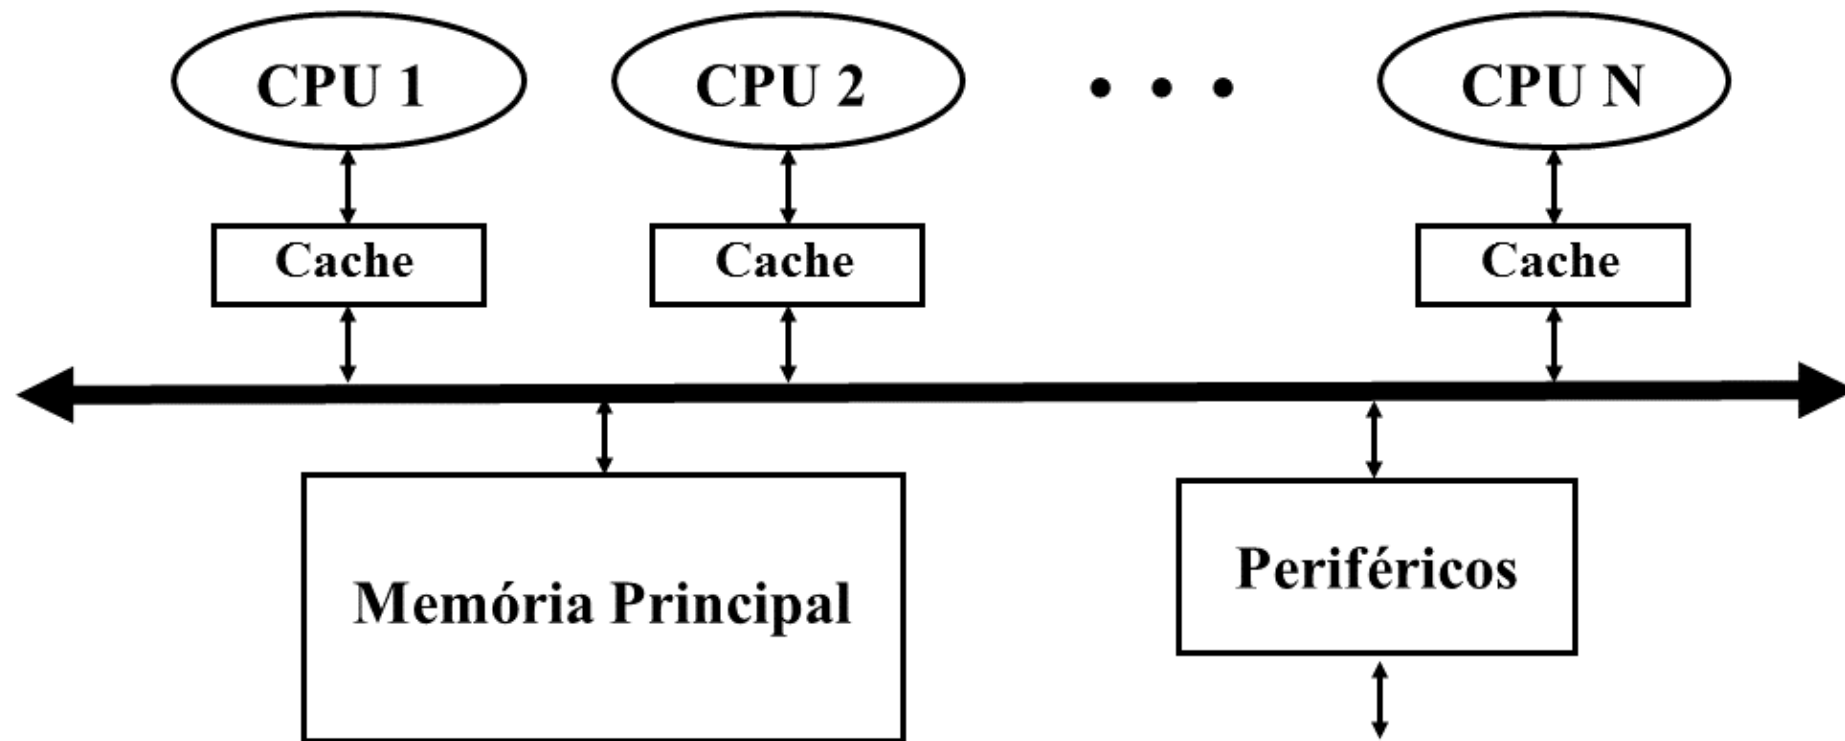 CPU 1
CPU 2
• • •
CPU N
Cache
Cache
Cache
Memória Principal
Periféricos